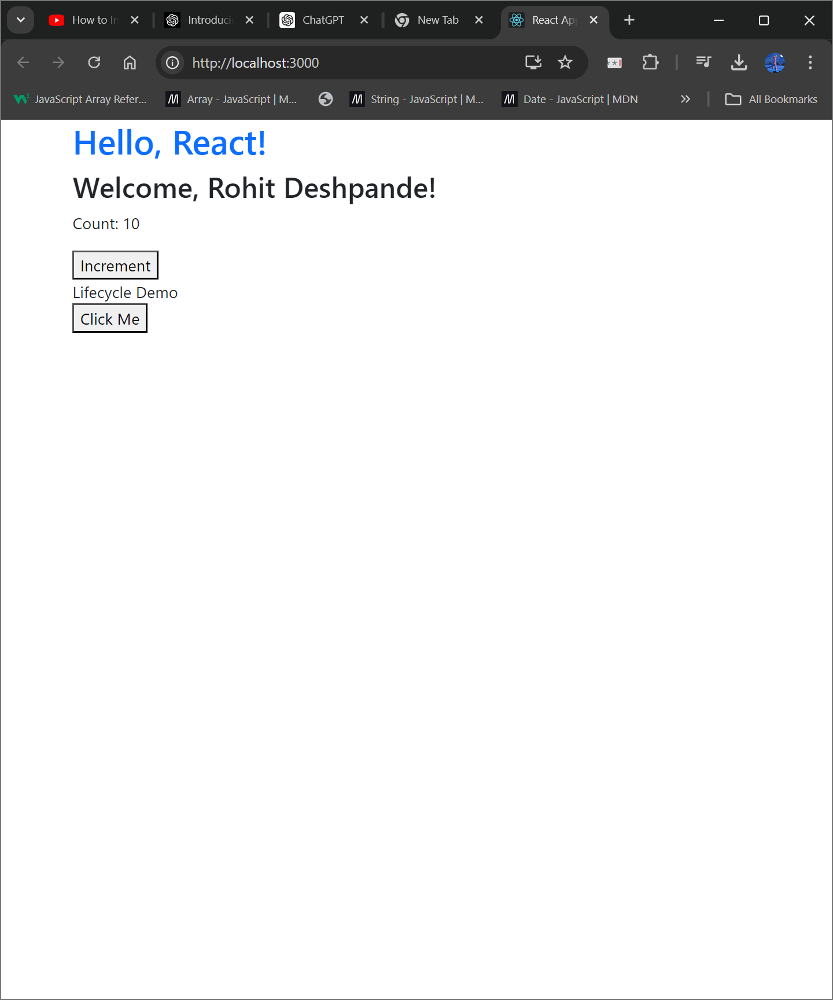 How to In
Introduci
ChatGPT
New Tab
React App
http://localhost:3000
JavaScript Array Refer...
Array - JavaScript | M...
String - JavaScript | M...
Date - JavaScript | MDN
All Bookmarks
Hello, React!
Welcome, Rohit Deshpande!
Count: 10
Increment
Lifecycle Demo
Click Me